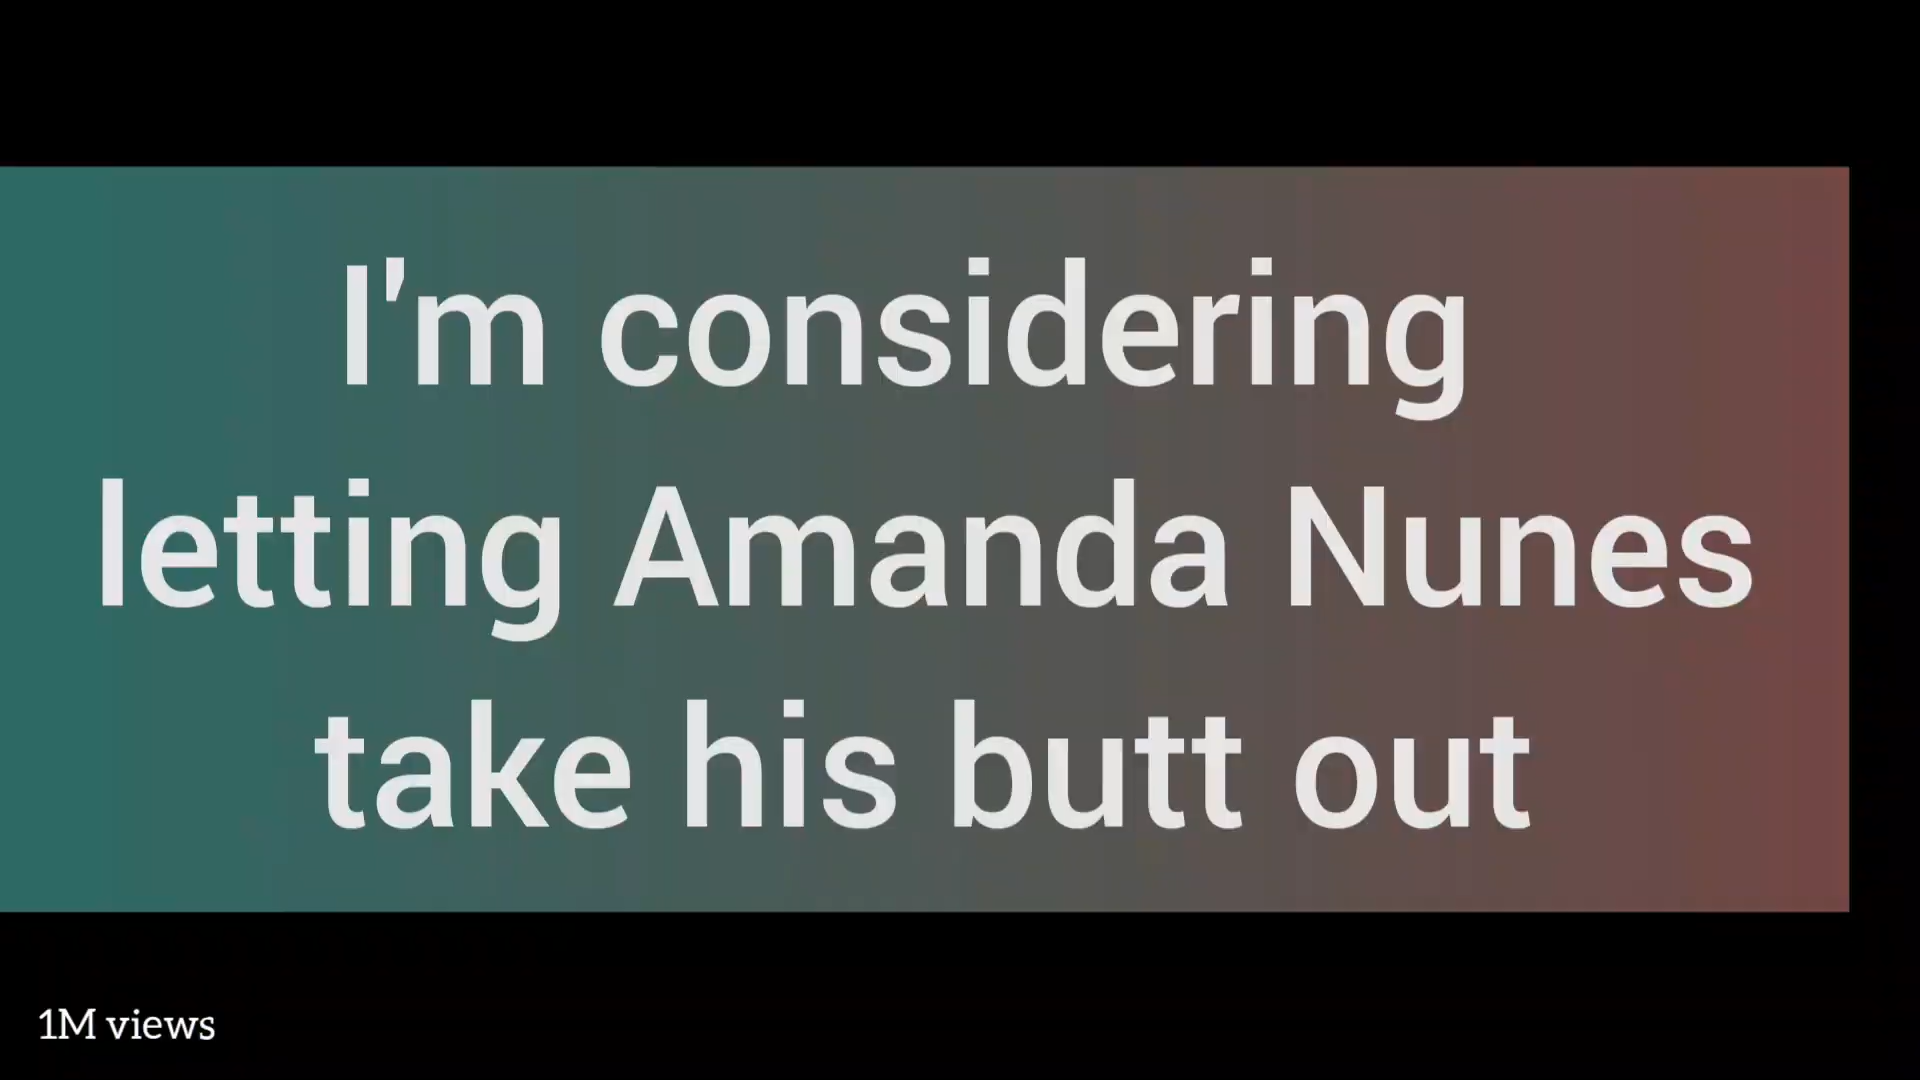 I'm considering
letting Amanda Nunes
take his butt out
1M views